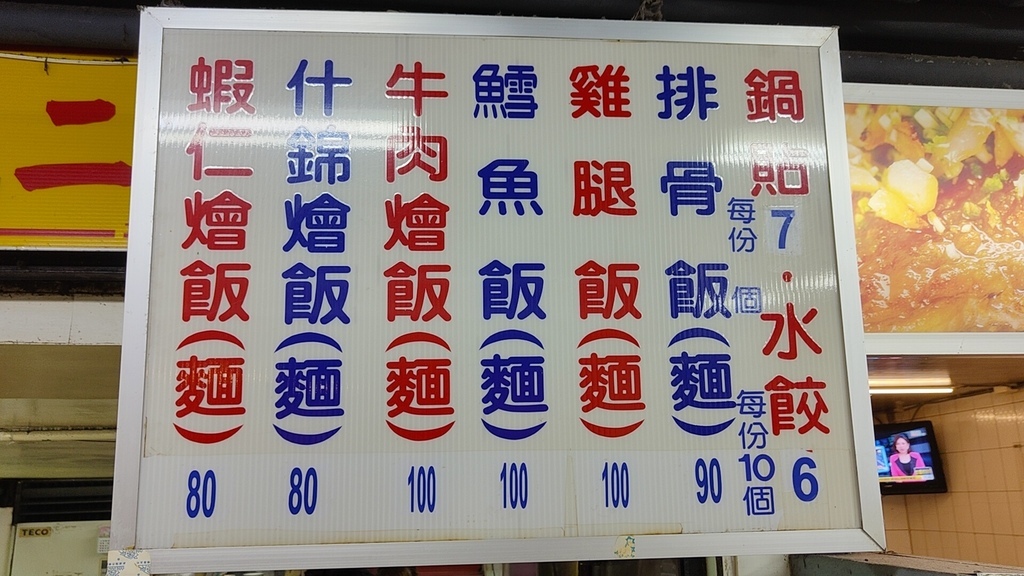 鍋貼・水餃
每份 7
個
每份10個 6
排骨飯(麵) 90
雞腿飯(麵) 100
鱈魚飯(麵) 100
牛肉燴飯(麵) 100
什錦燴飯(麵) 80
蝦仁燴飯(麵) 80
TECO